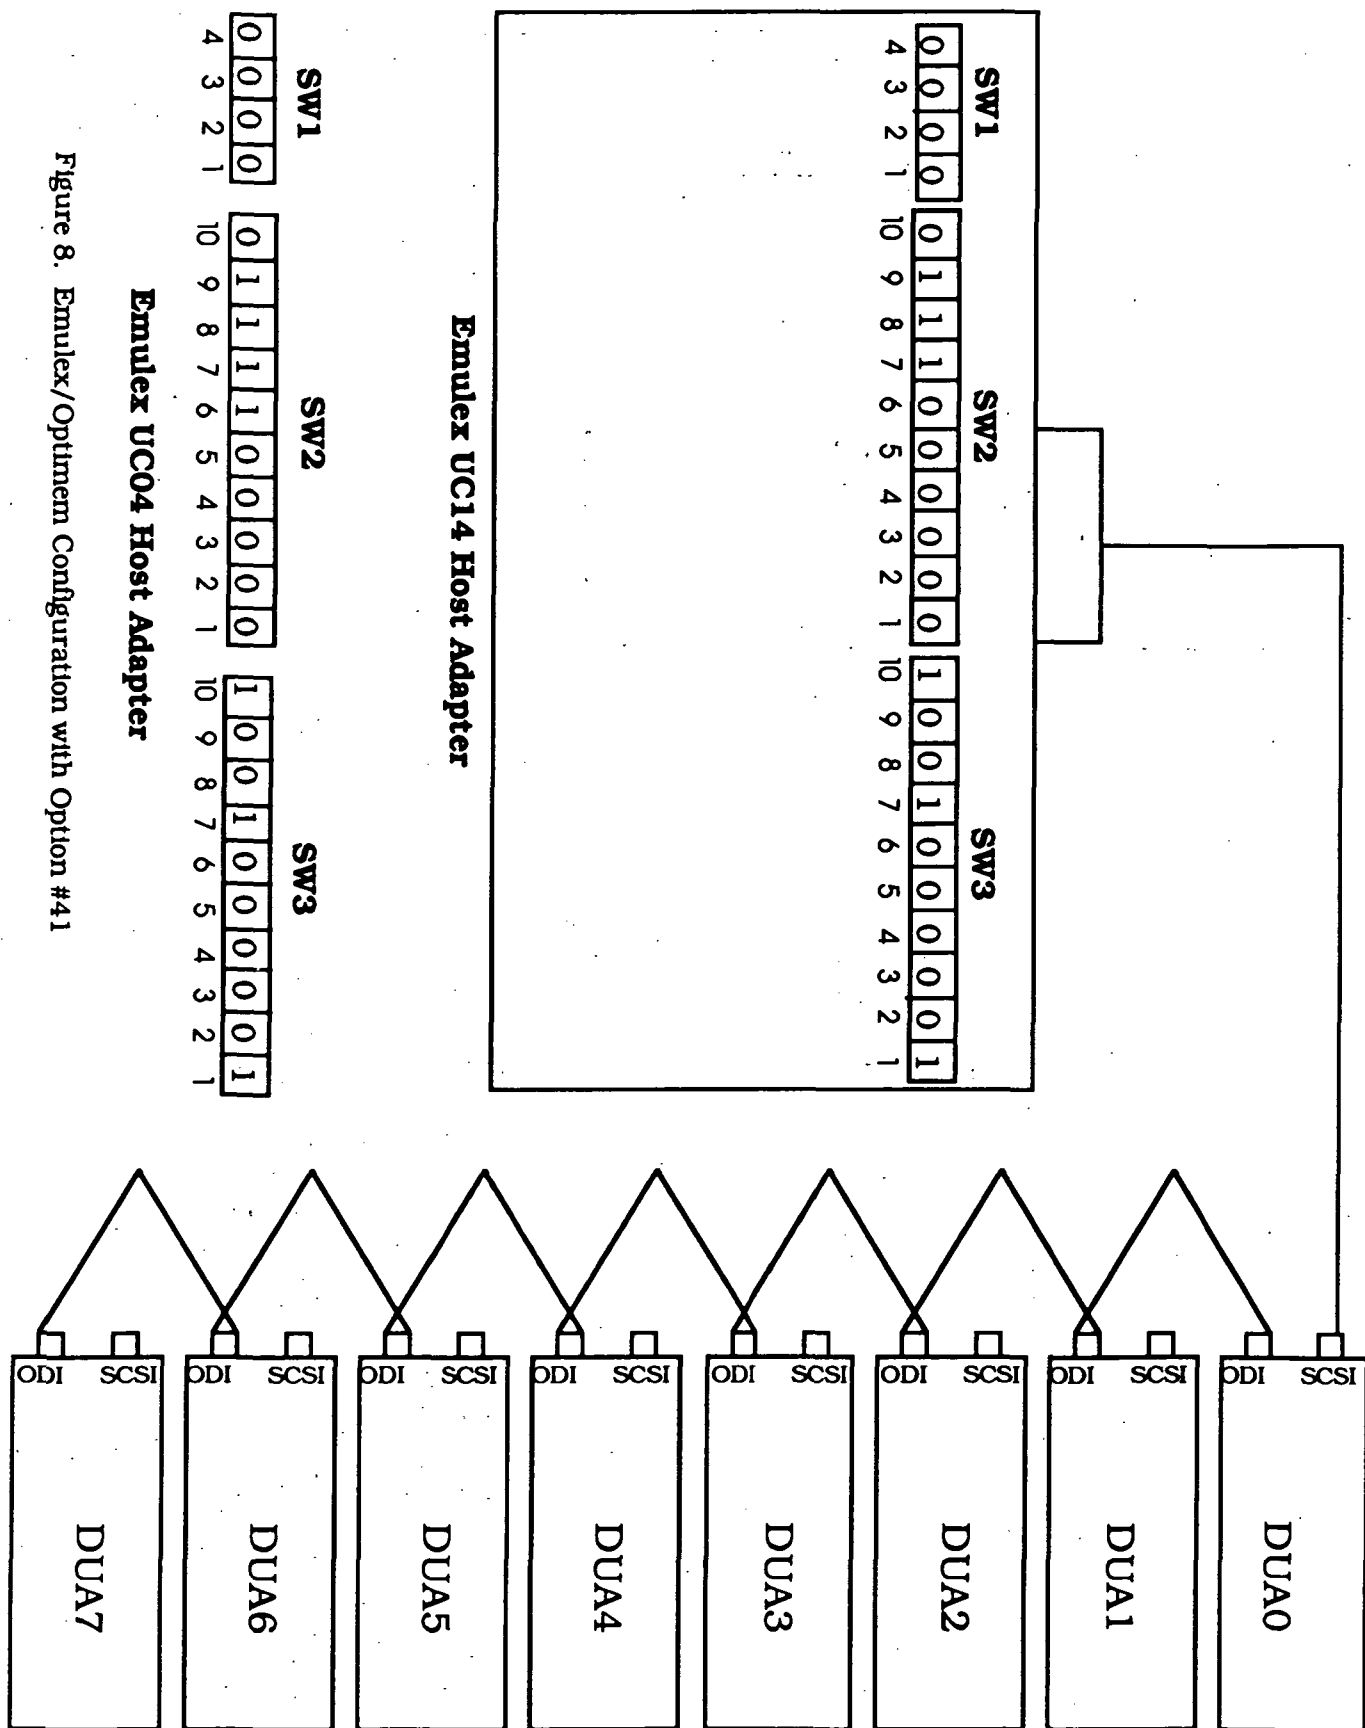 SW1 SW2 SW3
0 0 0 0 0 1 1 1 0 0 0 0 0 0 1 0 0 1 0 0 0 0 0 1
4 3 2 1 10 9 8 7 6 5 4 3 2 1 10 9 8 7 6 5 4 3 2 1
Emulex UC14 Host Adapter
SW1 SW2 SW3
0 0 0 0 0 1 1 1 1 0 0 0 0 0 1 0 0 1 0 0 0 0 0 1
4 3 2 1 10 9 8 7 6 5 4 3 2 1 10 9 8 7 6 5 4 3 2 1
Emulex UC04 Host Adapter
SCSI
ODI
DUA0
SCSI
ODI
DUA1
SCSI
ODI
DUA2
SCSI
ODI
DUA3
SCSI
ODI
DUA4
SCSI
ODI
DUA5
SCSI
ODI
DUA6
SCSI
ODI
DUA7
Figure 8. Emulex/Optimem Configuration with Option #41